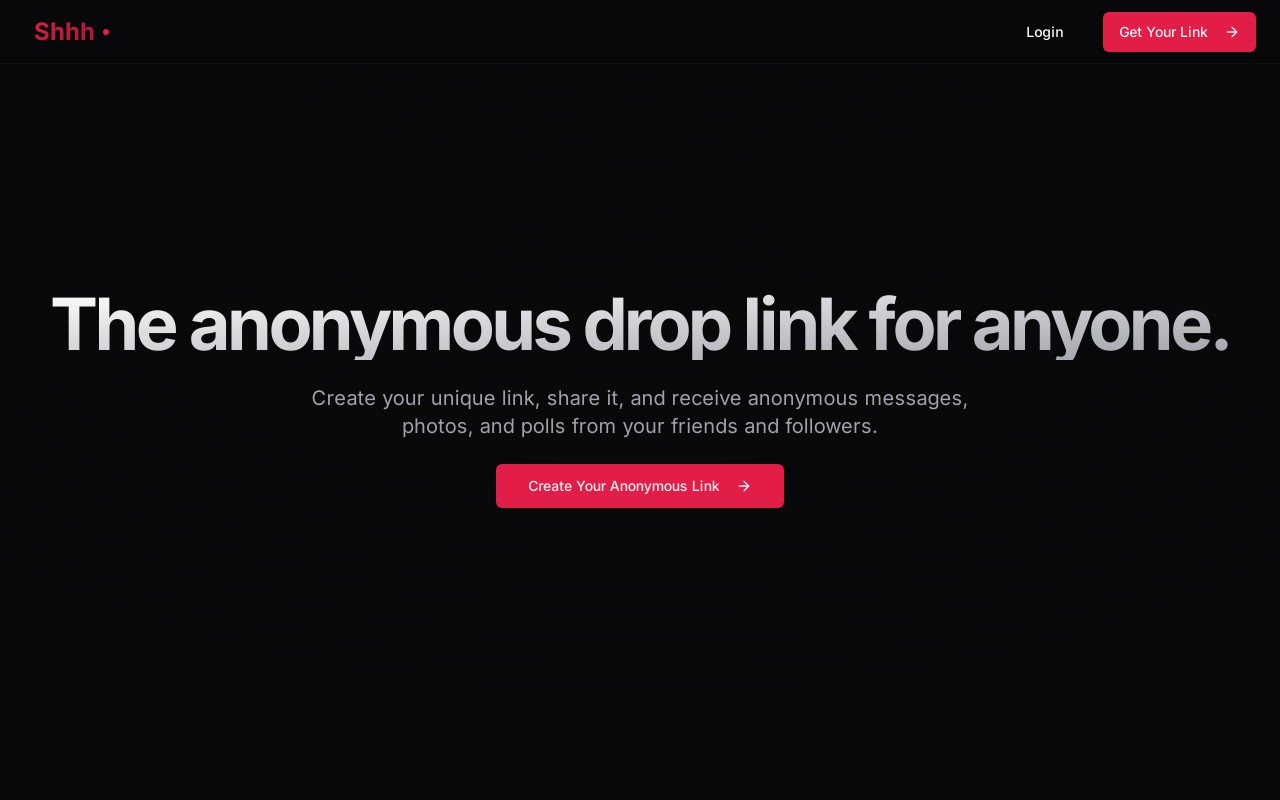 Shhh
Login
Get Your Link
The anonymous drop link for anyone.
Create your unique link, share it, and receive anonymous messages,
photos, and polls from your friends and followers.
Create Your Anonymous Link